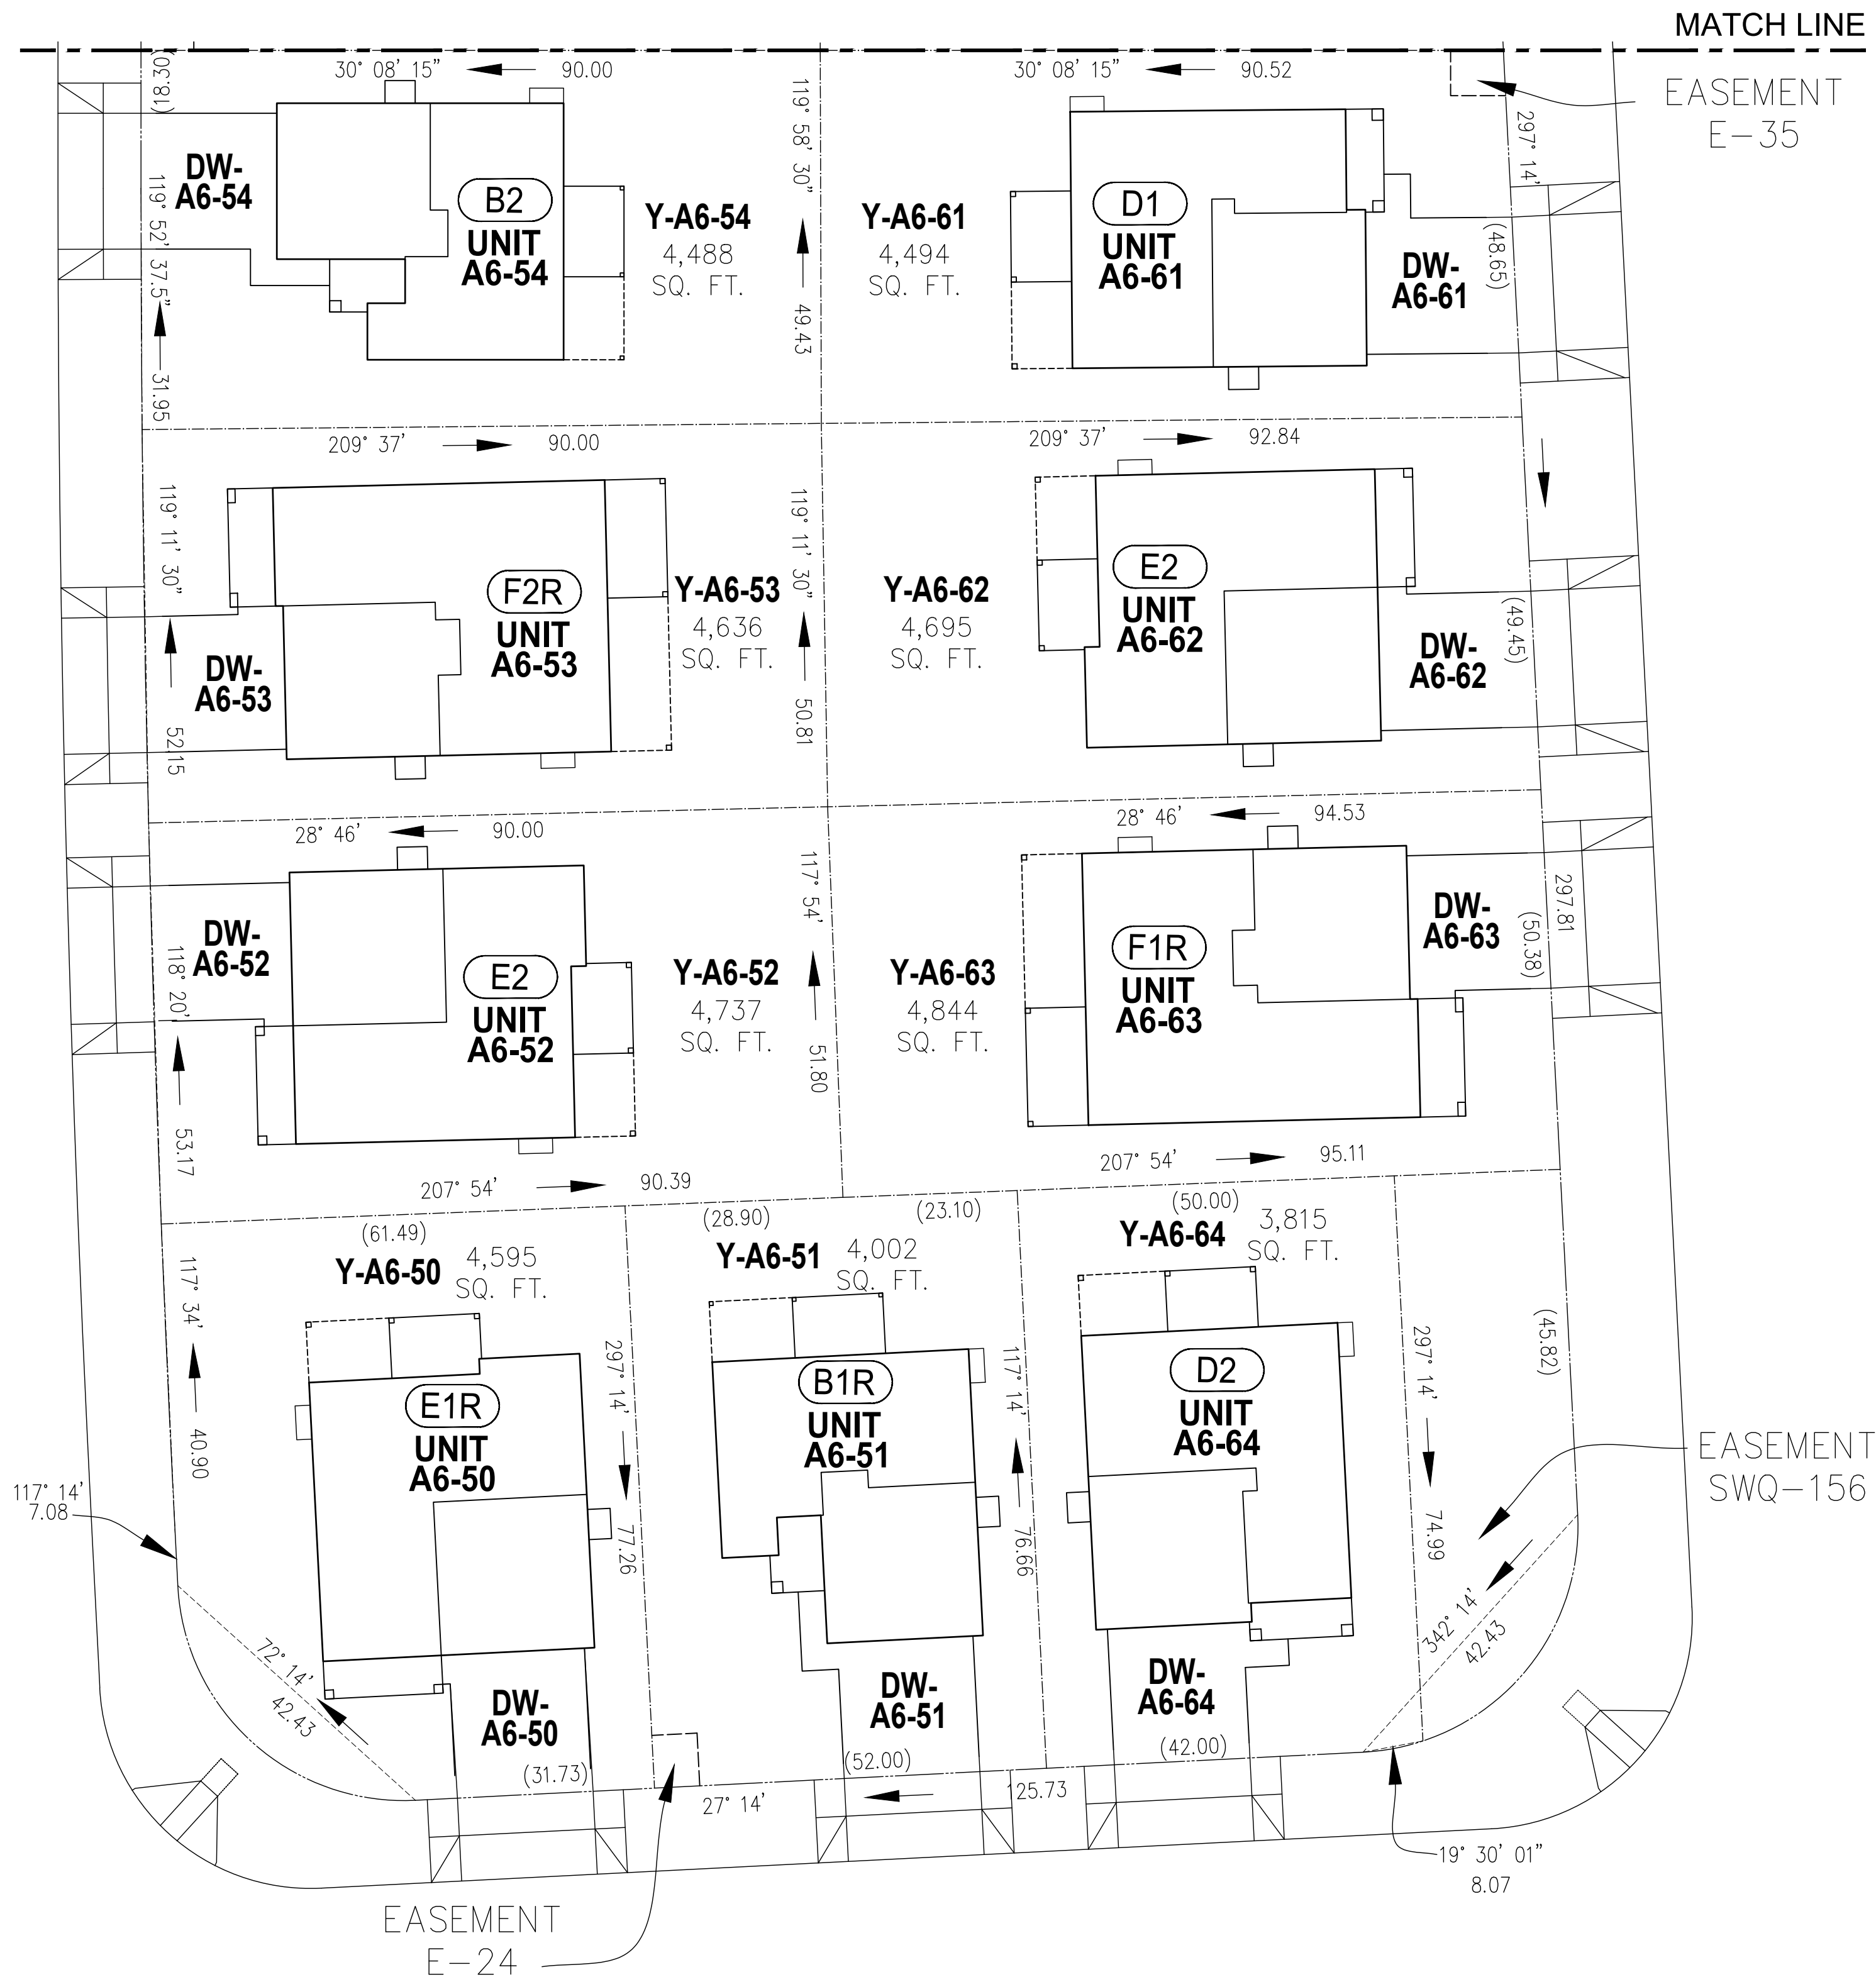 MATCH LINE
30° 08' 15"
90.00
30° 08' 15"
90.52
EASEMENT
E-35
(18.30)
119° 52' 37.5"
31.95
DW-
A6-54
B2
UNIT
A6-54
Y-A6-54
4,488
SQ. FT.
119° 58' 30"
49.43
Y-A6-61
4,494
SQ. FT.
D1
UNIT
A6-61
DW-
A6-61
297° 14'
(48.65)
209° 37'
90.00
209° 37'
92.84
119° 11' 30"
52.15
DW-
A6-53
F2R
UNIT
A6-53
Y-A6-53
4,636
SQ. FT.
119° 11' 30"
50.81
Y-A6-62
4,695
SQ. FT.
E2
UNIT
A6-62
DW-
A6-62
(49.45)
28° 46'
90.00
28° 46'
94.53
118° 20'
53.17
DW-
A6-52
E2
UNIT
A6-52
Y-A6-52
4,737
SQ. FT.
117° 54'
51.80
Y-A6-63
4,844
SQ. FT.
F1R
UNIT
A6-63
DW-
A6-63
(50.38)
297.81
207° 54'
90.39
207° 54'
95.11
(61.49)
(28.90)
(23.10)
(50.00)
117° 34'
40.90
Y-A6-50
4,595
SQ. FT.
E1R
UNIT
A6-50
297° 14'
77.26
Y-A6-51
4,002
SQ. FT.
B1R
UNIT
A6-51
117° 14'
76.66
Y-A6-64
3,815
SQ. FT.
D2
UNIT
A6-64
297° 14'
74.99
(45.82)
EASEMENT
SWQ-156
117° 14'
7.08
72° 14'
42.43
DW-
A6-50
(31.73)
DW-
A6-51
(52.00)
DW-
A6-64
(42.00)
342° 14'
42.43
27° 14'
125.73
19° 30' 01"
8.07
EASEMENT
E-24